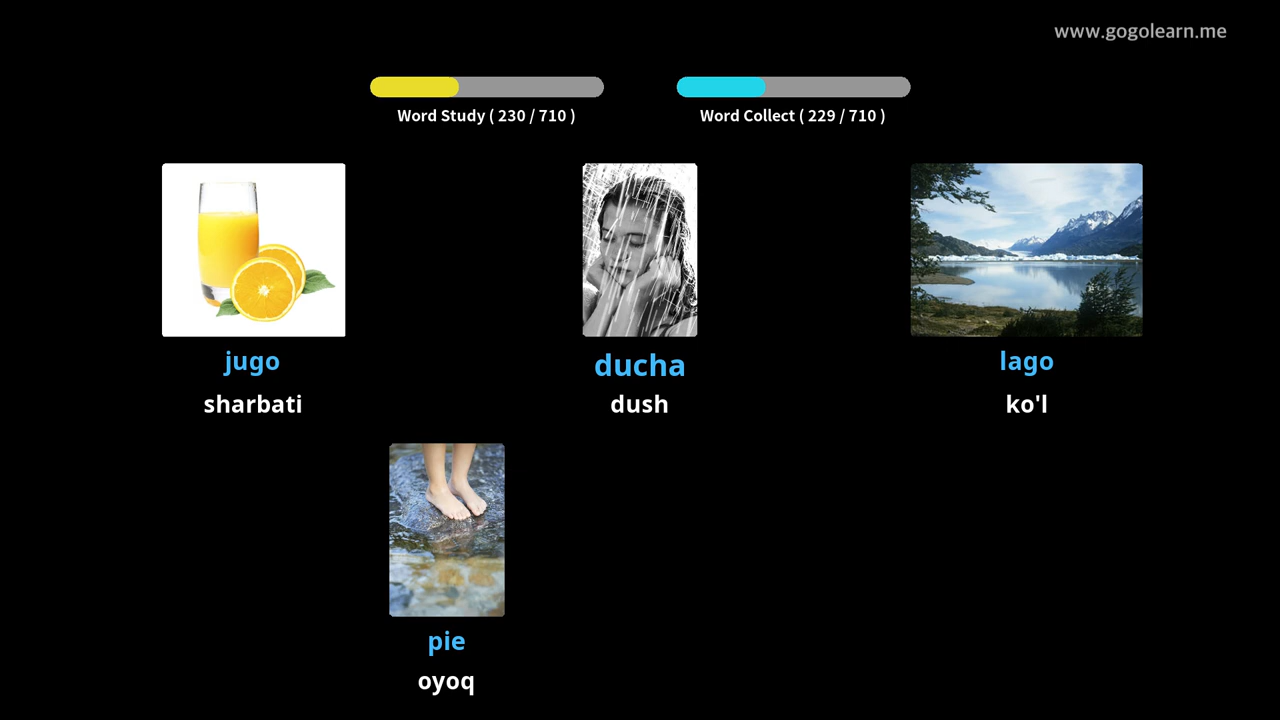 www.gogolearn.me
Word Study ( 230 / 710 )
Word Collect ( 229 / 710 )
jugo
ducha
lago
sharbati
dush
ko'l
pie
oyoq